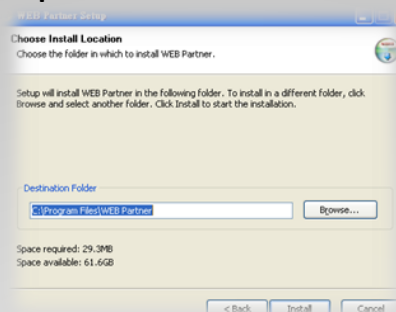 WEB Partner Setup
Choose Install Location
Choose the folder in which to install WEB Partner.
Setup will install WEB Partner in the following folder. To install in a different folder, click
Browse and select another folder. Click Install to start the installation.
Destination Folder
C:\Program Files\WEB Partner
Browse...
Space required: 29.3MB
Space available: 61.6GB
< Back
Install
Cancel